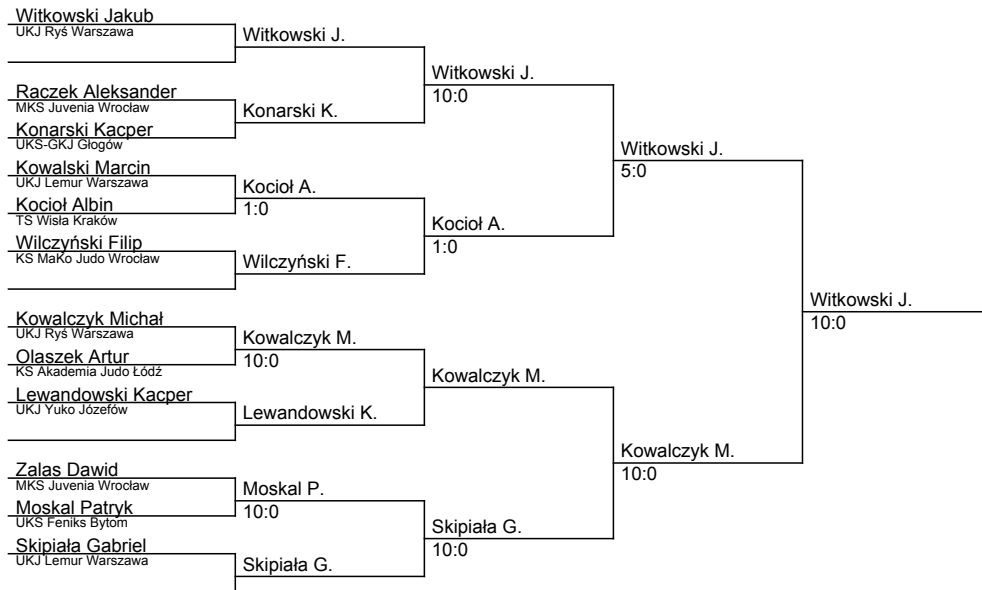 Witkowski Jakub
UKJ Ryś Warszawa
Witkowski J.
Witkowski J.
10:0
Raczek Aleksander
MKS Juvenia Wrocław
Konarski K.
Konarski Kacper
UKS-GKJ Głogów
Witkowski J.
5:0
Kowalski Marcin
UKJ Lemur Warszawa
Kocioł A.
1:0
Kocioł Albin
TS Wisła Kraków
Kocioł A.
1:0
Wilczyński Filip
KS MaKo Judo Wrocław
Wilczyński F.
Witkowski J.
10:0
Kowalczyk Michał
UKJ Ryś Warszawa
Kowalczyk M.
10:0
Olaszek Artur
KS Akademia Judo Łódź
Kowalczyk M.
Lewandowski Kacper
UKJ Yuko Józefów
Lewandowski K.
Kowalczyk M.
10:0
Zalas Dawid
MKS Juvenia Wrocław
Moskal P.
10:0
Moskal Patryk
UKS Feniks Bytom
Skipiała G.
10:0
Skipiała Gabriel
UKJ Lemur Warszawa
Skipiała G.